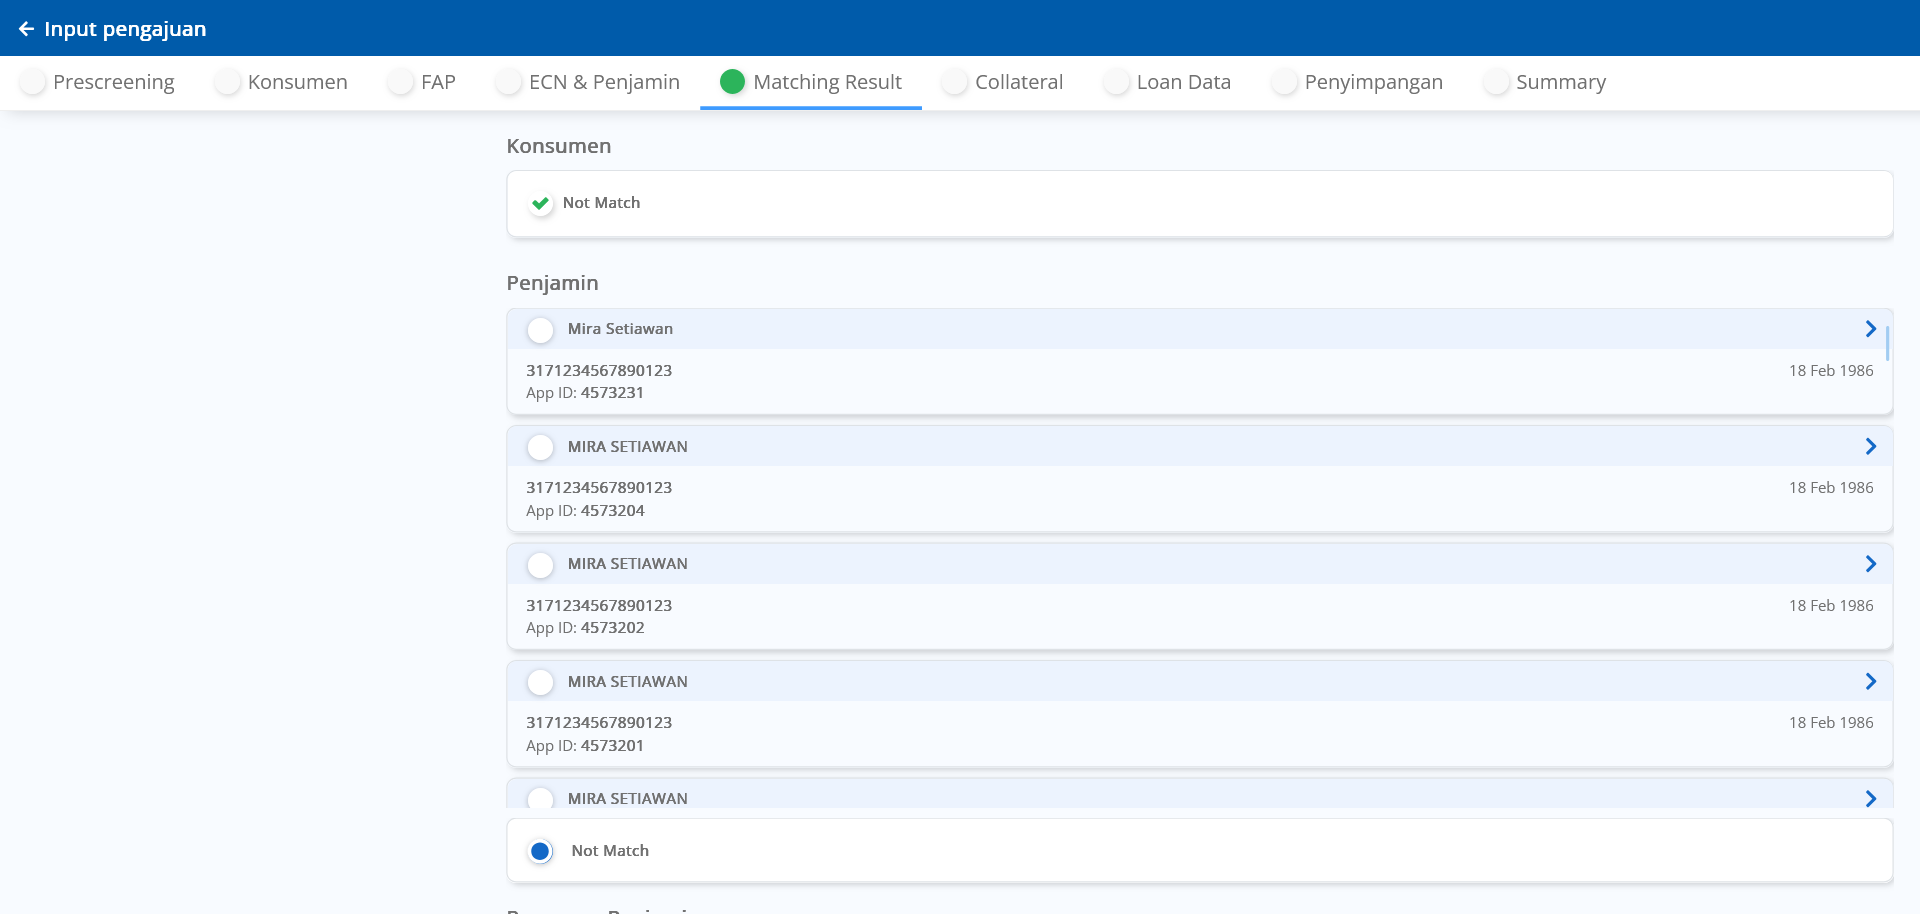 Input pengajuan
Prescreening Konsumen FAP ECN & Penjamin Matching Result Collateral Loan Data Penyimpangan Summary
Konsumen
Not Match
Penjamin
Mira Setiawan
3171234567890123 18 Feb 1986
App ID: 4573231
MIRA SETIAWAN
3171234567890123 18 Feb 1986
App ID: 4573204
MIRA SETIAWAN
3171234567890123 18 Feb 1986
App ID: 4573202
MIRA SETIAWAN
3171234567890123 18 Feb 1986
App ID: 4573201
MIRA SETIAWAN
Not Match